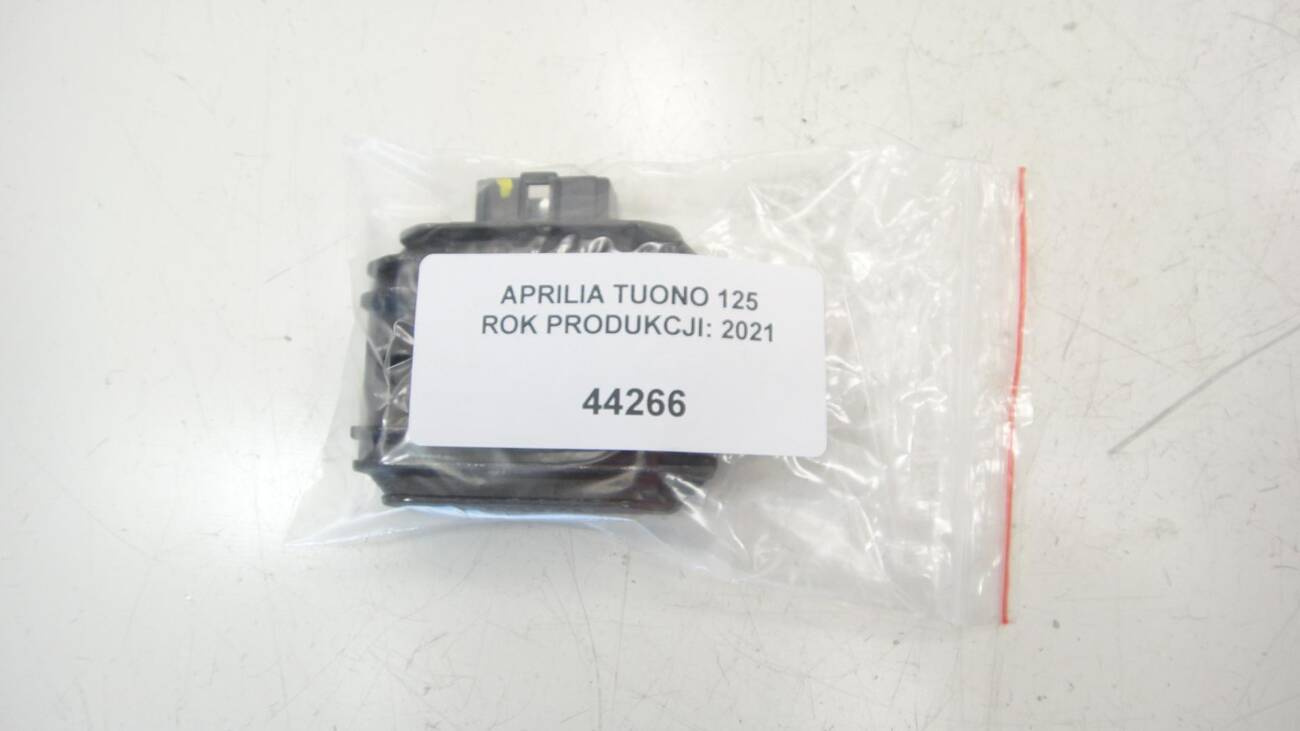 APRILIA TUONO 125
ROK PRODUKCJI: 2021
44266